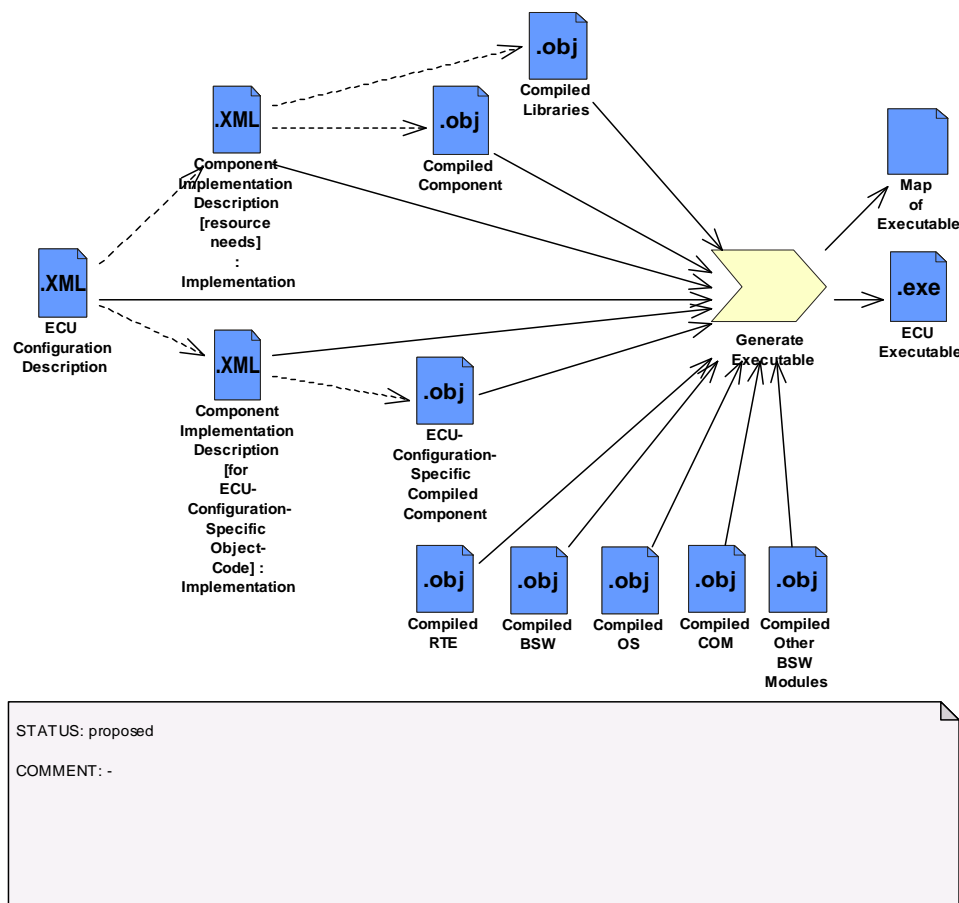 .obj
Compiled
Libraries
.XML
Component
Implementation
Description
[resource
needs]
:
Implementation
.obj
Compiled
Component
Map
of
Executable
.XML
ECU
Configuration
Description
Generate
Executable
.exe
ECU
Executable
.XML
Component
Implementation
Description
[for
ECU-
Configuration-
Specific
Object-
Code] :
Implementation
.obj
ECU-
Configuration-
Specific
Compiled
Component
.obj
Compiled
RTE
.obj
Compiled
BSW
.obj
Compiled
OS
.obj
Compiled
COM
.obj
Compiled
Other
BSW
Modules
STATUS: proposed
COMMENT: -